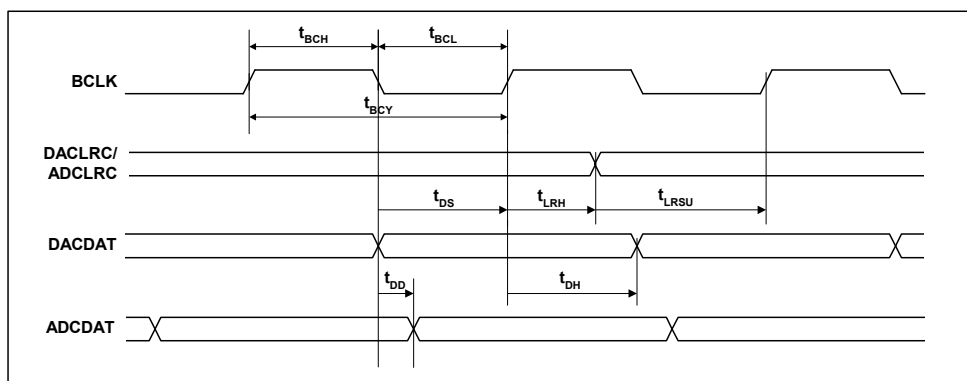 tBCH
tBCL
BCLK
tBCY
DACLRC/
ADCLRC
tDS
tLRH
tLRSU
DACDAT
tDD
tDH
ADCDAT